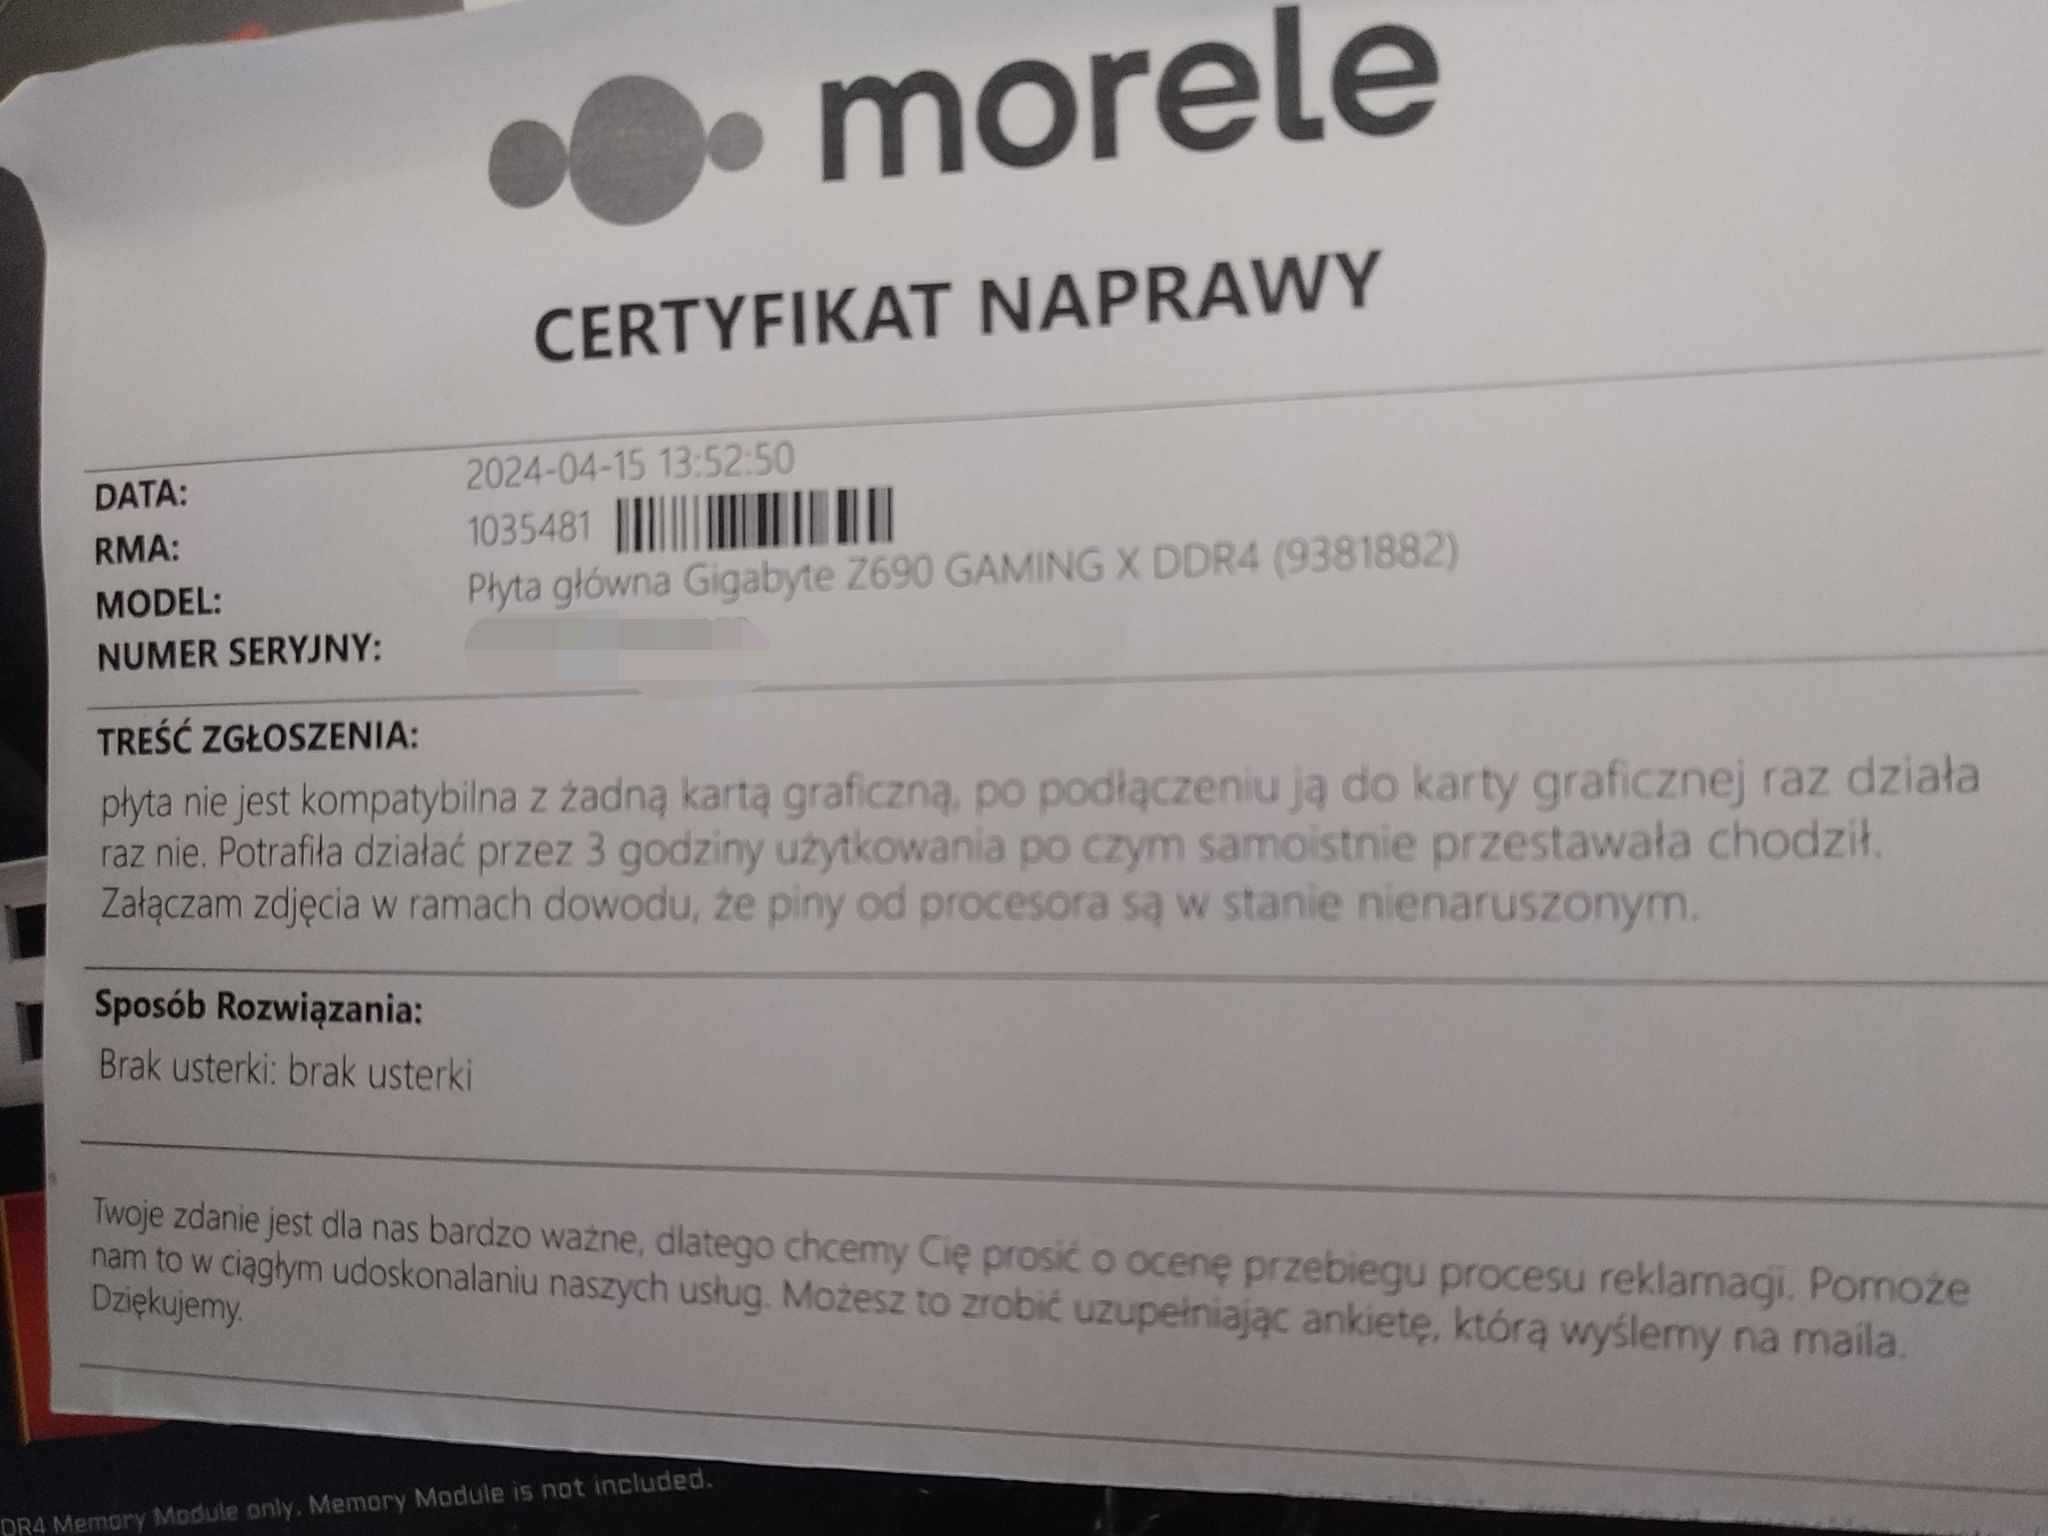 morele
CERTYFIKAT NAPRAWY
DATA: 2024-04-15 13:52:50
RMA: 1035481
MODEL: Płyta główna Gigabyte Z690 GAMING X DDR4 (9381882)
NUMER SERYJNY:
TREŚĆ ZGŁOSZENIA:
płyta nie jest kompatybilna z żadną kartą graficzną, po podłączeniu ją do karty graficznej raz działa
raz nie. Potrafiła działać przez 3 godziny użytkowania po czym samoistnie przestawała chodził.
Załączam zdjęcia w ramach dowodu, że piny od procesora są w stanie nienaruszonym.
Sposób Rozwiązania:
Brak usterki: brak usterki
Twoje zdanie jest dla nas bardzo ważne, dlatego chcemy Cię prosić o ocenę przebiegu procesu reklamagi. Pomoże
nam to w ciągłym udoskonalaniu naszych usług. Możesz to zrobić uzupełniając ankietę, którą wyślemy na maila.
Dziękujemy.
DR4 Memory Module only. Memory Module is not included.